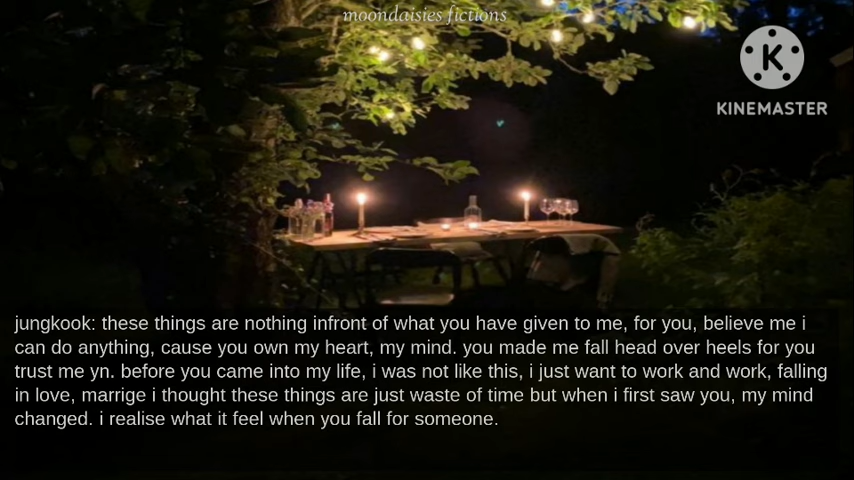 moondaisies fictions
KINEMASTER
jungkook: these things are nothing infront of what you have given to me, for you, believe me i
can do anything, cause you own my heart, my mind. you made me fall head over heels for you
trust me yn. before you came into my life, i was not like this, i just want to work and work, falling
in love, marrige i thought these things are just waste of time but when i first saw you, my mind
changed. i realise what it feel when you fall for someone.